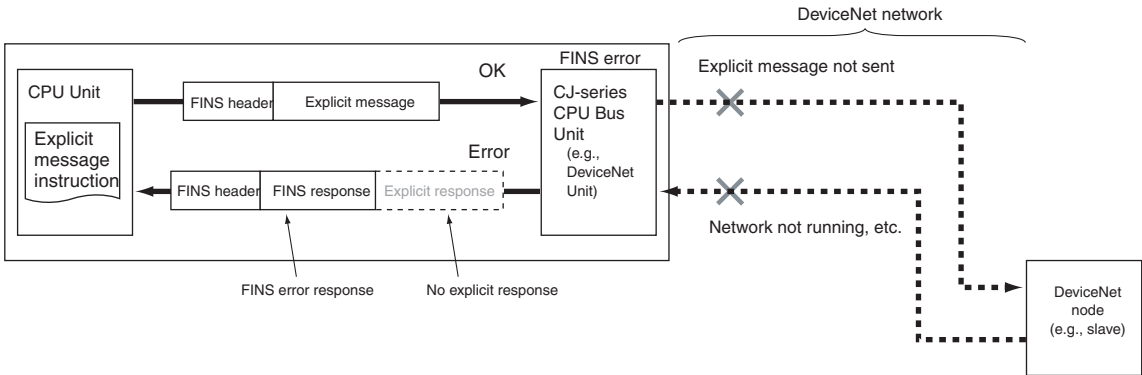 DeviceNet network
FINS error
OK
Explicit message not sent
CPU Unit
FINS header
Explicit message
CJ-series
CPU Bus
Unit
(e.g.,
DeviceNet
Unit)
Explicit
message
instruction
Error
FINS header
FINS response
Explicit response
Network not running, etc.
FINS error response
No explicit response
DeviceNet
node
(e.g., slave)